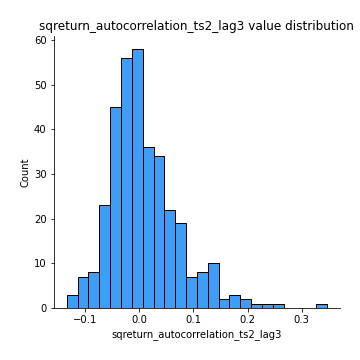 sqreturn_autocorrelation_ts2_lag3 value distribution
60
50
40
30
20
10
0
Count
−0.1 0.0 0.1 0.2 0.3
sqreturn_autocorrelation_ts2_lag3